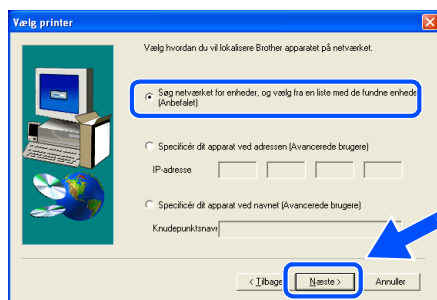 Vælg printer
Vælg hvordan du vil lokalisere Brother apparatet på netværket.
Søg netværket for enheder, og vælg fra en liste med de fundne enhede
(Anbefalet)
Specificér dit apparat ved adressen (Avancerede brugere)
IP-adresse
Specificér dit apparat ved navnet (Avancerede brugere)
Knudepunktsnavr
< Tilbage
Næste >
Annuller